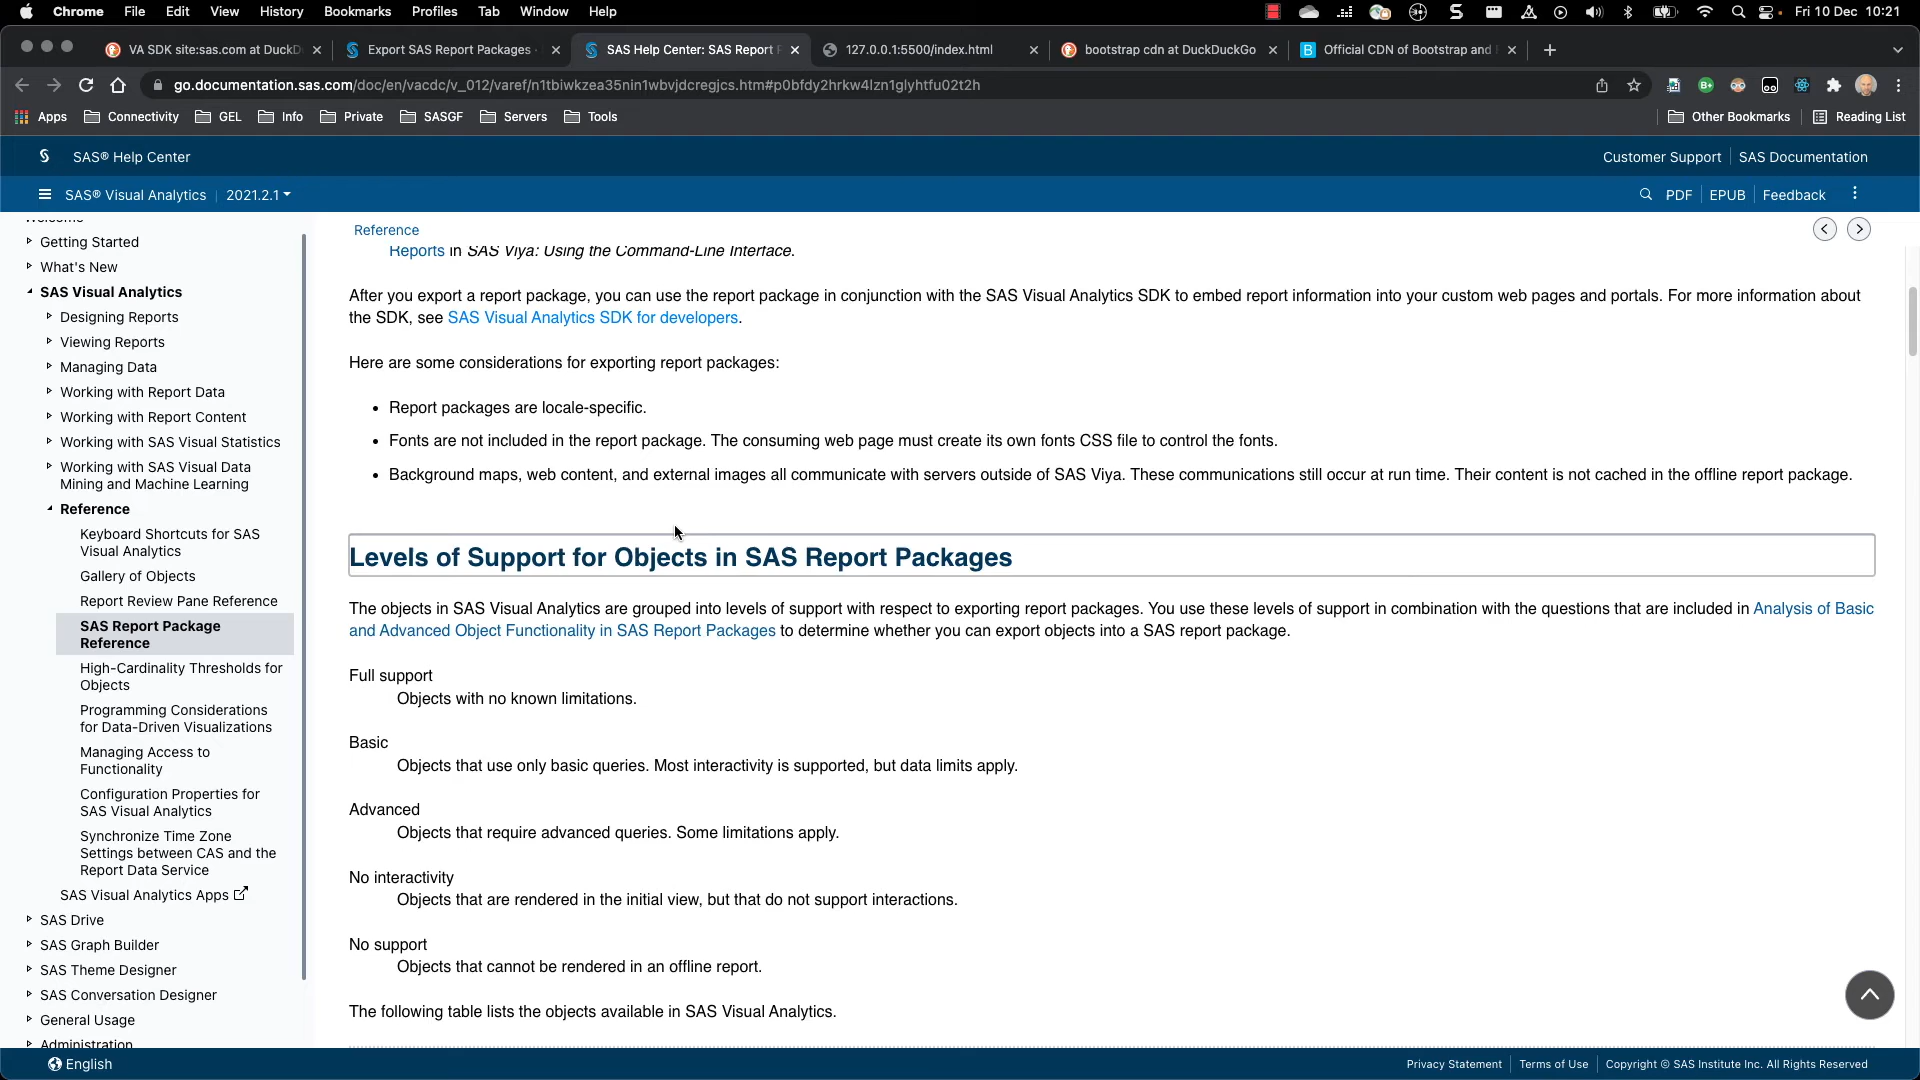 Chrome File Edit View History Bookmarks Profiles Tab Window Help Fri 10 Dec 10:21
VA SDK site:sas.com at DuckD Export SAS Report Packages SAS Help Center: SAS Report P 127.0.0.1:5500/index.html bootstrap cdn at DuckDuckGo Official CDN of Bootstrap and
go.documentation.sas.com/doc/en/vacdc/v_012/varef/n1tbiwkzea35nin1wbvjdcregjcs.htm#p0bfdy2hrkw4lzn1glyhtfu02t2h
Apps Connectivity GEL Info Private SASGF Servers Tools Other Bookmarks Reading List
SAS® Help Center Customer Support SAS Documentation
SAS® Visual Analytics 2021.2.1 PDF EPUB Feedback
Welcome
Getting Started
What's New
SAS Visual Analytics
Designing Reports
Viewing Reports
Managing Data
Working with Report Data
Working with Report Content
Working with SAS Visual Statistics
Working with SAS Visual Data
Mining and Machine Learning
Reference
Keyboard Shortcuts for SAS
Visual Analytics
Gallery of Objects
Report Review Pane Reference
SAS Report Package
Reference
High-Cardinality Thresholds for
Objects
Programming Considerations
for Data-Driven Visualizations
Managing Access to
Functionality
Configuration Properties for
SAS Visual Analytics
Synchronize Time Zone
Settings between CAS and the
Report Data Service
SAS Visual Analytics Apps
SAS Drive
SAS Graph Builder
SAS Theme Designer
SAS Conversation Designer
General Usage
Administration
Reference
Reports in SAS Viya: Using the Command-Line Interface.
After you export a report package, you can use the report package in conjunction with the SAS Visual Analytics SDK to embed report information into your custom web pages and portals. For more information about
the SDK, see SAS Visual Analytics SDK for developers.
Here are some considerations for exporting report packages:
• Report packages are locale-specific.
• Fonts are not included in the report package. The consuming web page must create its own fonts CSS file to control the fonts.
• Background maps, web content, and external images all communicate with servers outside of SAS Viya. These communications still occur at run time. Their content is not cached in the offline report package.
Levels of Support for Objects in SAS Report Packages
The objects in SAS Visual Analytics are grouped into levels of support with respect to exporting report packages. You use these levels of support in combination with the questions that are included in Analysis of Basic
and Advanced Object Functionality in SAS Report Packages to determine whether you can export objects into a SAS report package.
Full support
Objects with no known limitations.
Basic
Objects that use only basic queries. Most interactivity is supported, but data limits apply.
Advanced
Objects that require advanced queries. Some limitations apply.
No interactivity
Objects that are rendered in the initial view, but that do not support interactions.
No support
Objects that cannot be rendered in an offline report.
The following table lists the objects available in SAS Visual Analytics.
English Privacy Statement Terms of Use Copyright © SAS Institute Inc. All Rights Reserved